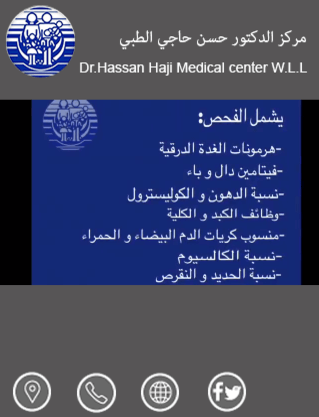 مركز الدكتور حسن حاجي الطبي
Dr.Hassan Haji Medical center W.L.L
يشمل الفحص:
-هرمونات الغدة الدرقية
-فيتامين دال و باء
-نسبة الدهون و الكوليسترول
-وظائف الكبد و الكلية
-منسوب كريات الدم البيضاء و الحمراء
-نسبة الكالسيوم
-نسبة الحديد و النقرص